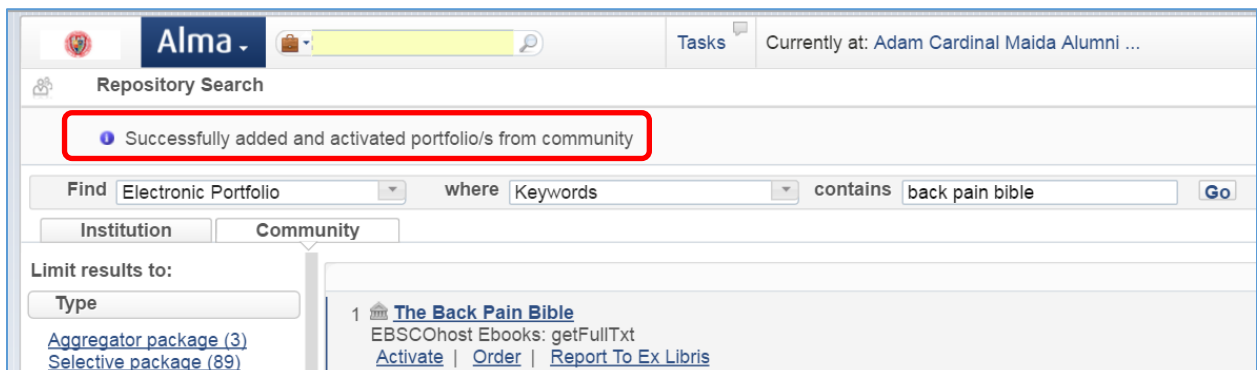 Alma Tasks Currently at: Adam Cardinal Maida Alumni ...
Repository Search
Successfully added and activated portfolio/s from community
Find Electronic Portfolio where Keywords contains back pain bible Go
Institution Community
Limit results to:
Type
1 The Back Pain Bible
EBSCOhost Ebooks: getFullTxt
Aggregator package (3)
Activate | Order | Report To Ex Libris
Selective package (89)